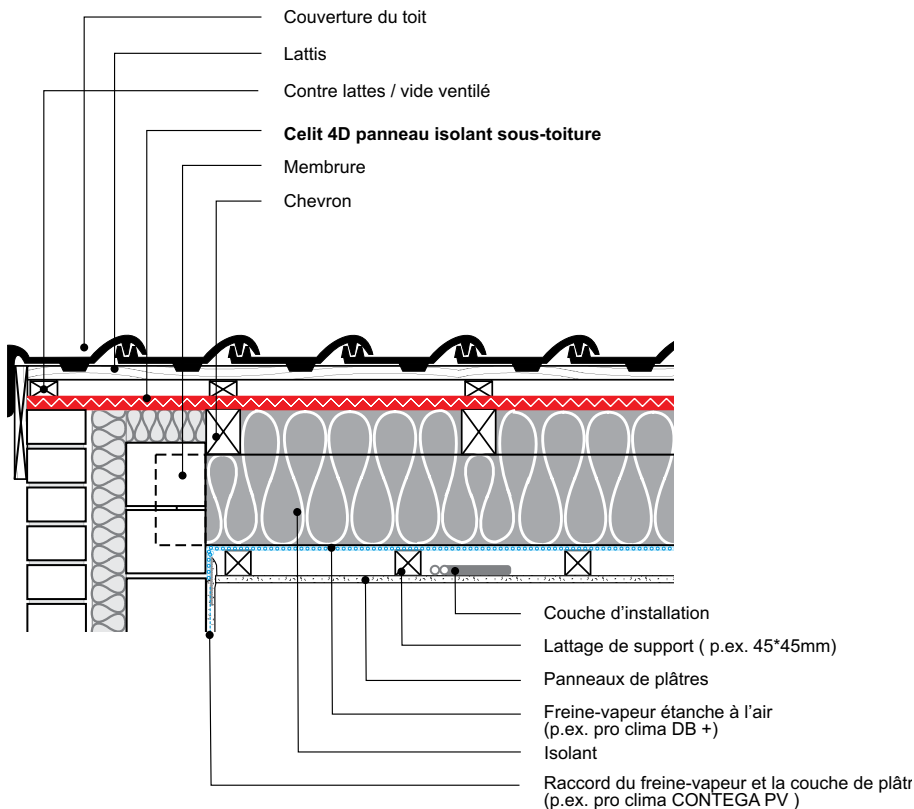 Couverture du toit
Lattis
Contre lattes / vide ventilé
Celit 4D panneau isolant sous-toiture
Membrure
Chevron
Couche d'installation
Lattage de support ( p.ex. 45*45mm)
Panneaux de plâtres
Freine-vapeur étanche à l'air
(p.ex. pro clima DB +)
Isolant
Raccord du freine-vapeur et la couche de plâtr
(p.ex. pro clima CONTEGA PV )